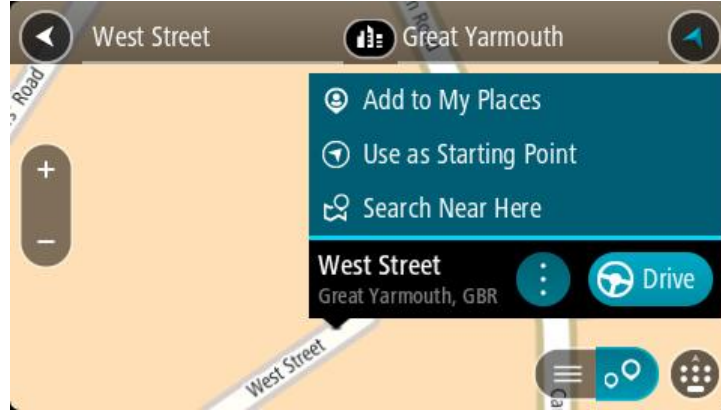 West Street
Great Yarmouth
Road
Road
Add to My Places
Use as Starting Point
Search Near Here
West Street
Great Yarmouth, GBR
Drive
West Street